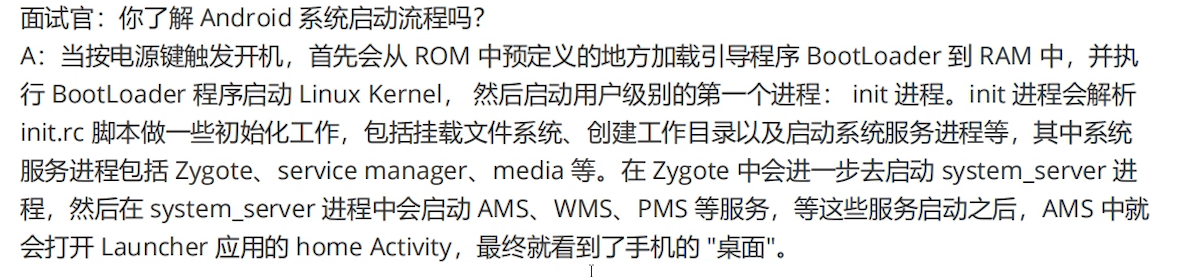 面试官：你了解 Android 系统启动流程吗？
A：当按电源键触发开机，首先会从 ROM 中预定义的地方加载引导程序 BootLoader 到 RAM 中，并执
行 BootLoader 程序启动 Linux Kernel， 然后启动用户级别的第一个进程： init 进程。init 进程会解析
init.rc 脚本做一些初始化工作，包括挂载文件系统、创建工作目录以及启动系统服务进程等，其中系统
服务进程包括 Zygote、service manager、media 等。在 Zygote 中会进一步去启动 system_server 进
程，然后在 system_server 进程中会启动 AMS、WMS、PMS 等服务，等这些服务启动之后，AMS 中就
会打开 Launcher 应用的 home Activity，最终就看到了手机的 "桌面"。